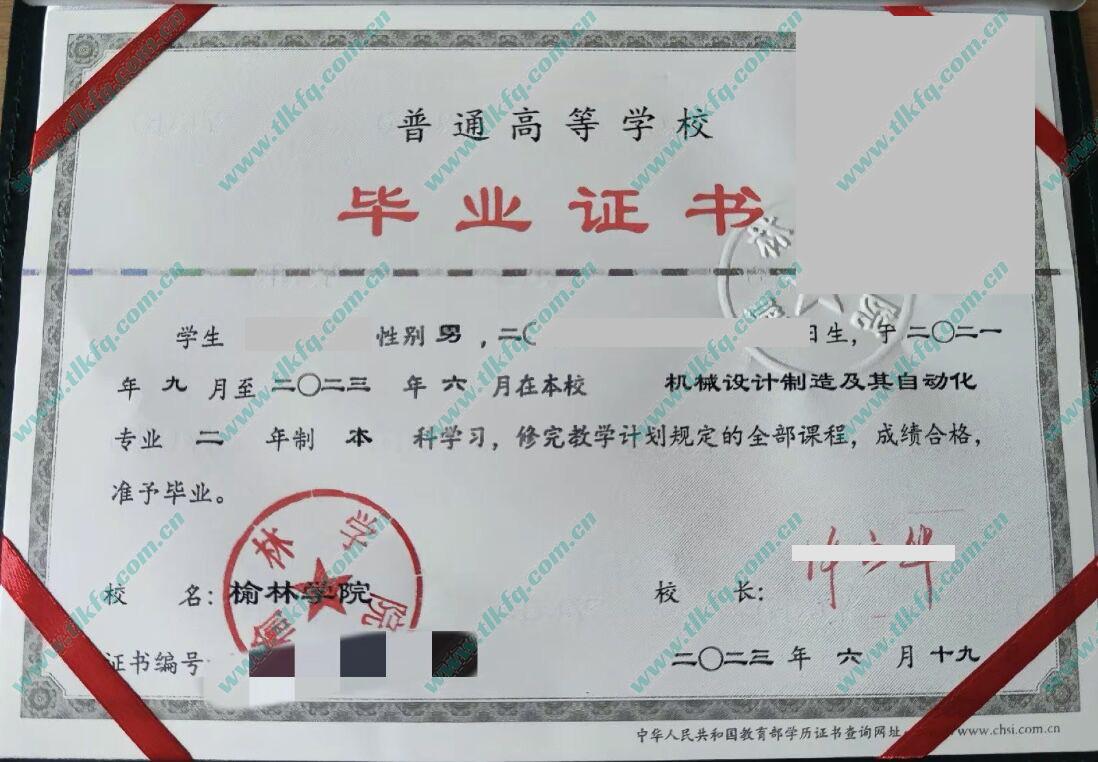 普通高等学校
毕业证书
学生 性别 男 ，二〇 日生，于二〇二一
年 九 月至 二〇二三 年 六 月在本校 机械设计制造及其自动化
专业 二 年制 本 科学习，修完教学计划规定的全部课程，成绩合格，
准予毕业。
校 名：榆林学院
校 长：
榆林学院
证书编号
二〇二三 年 六 月十九
中华人民共和国教育部学历证书查询网址：www.chsi.com.cn
www.tlkfq.com.cn